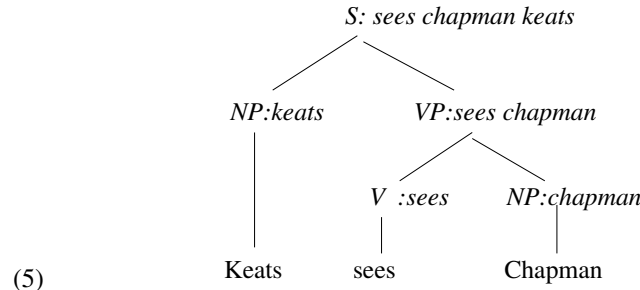 S: sees chapman keats
NP:keats VP:sees chapman
V :sees NP:chapman
(5) Keats sees Chapman